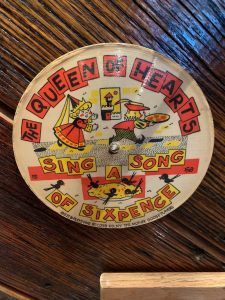 THE QUEEN OF HEARTS
SING A SONG
OF SIXPENCE